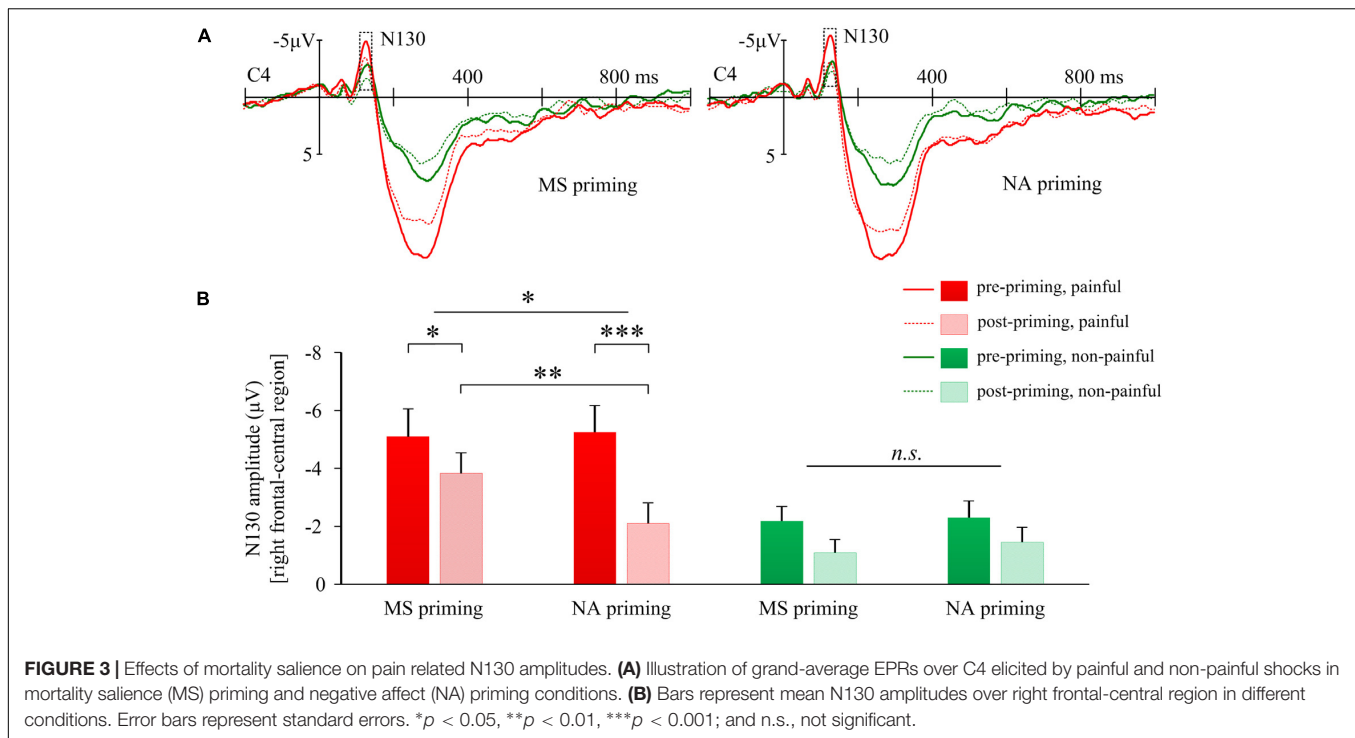 A
-5μV
N130
C4
400
800 ms
5
MS priming
-5μV
N130
C4
400
800 ms
5
NA priming
pre-priming, painful
post-priming, painful
pre-priming, non-painful
post-priming, non-painful
B
*
*
***
**
n.s.
N130 amplitude (μV)
[right frontal-central region]
-8
-6
-4
-2
0
MS priming
NA priming
MS priming
NA priming
FIGURE 3 | Effects of mortality salience on pain related N130 amplitudes. (A) Illustration of grand-average EPRs over C4 elicited by painful and non-painful shocks in
mortality salience (MS) priming and negative affect (NA) priming conditions. (B) Bars represent mean N130 amplitudes over right frontal-central region in different
conditions. Error bars represent standard errors. *p < 0.05, **p < 0.01, ***p < 0.001; and n.s., not significant.